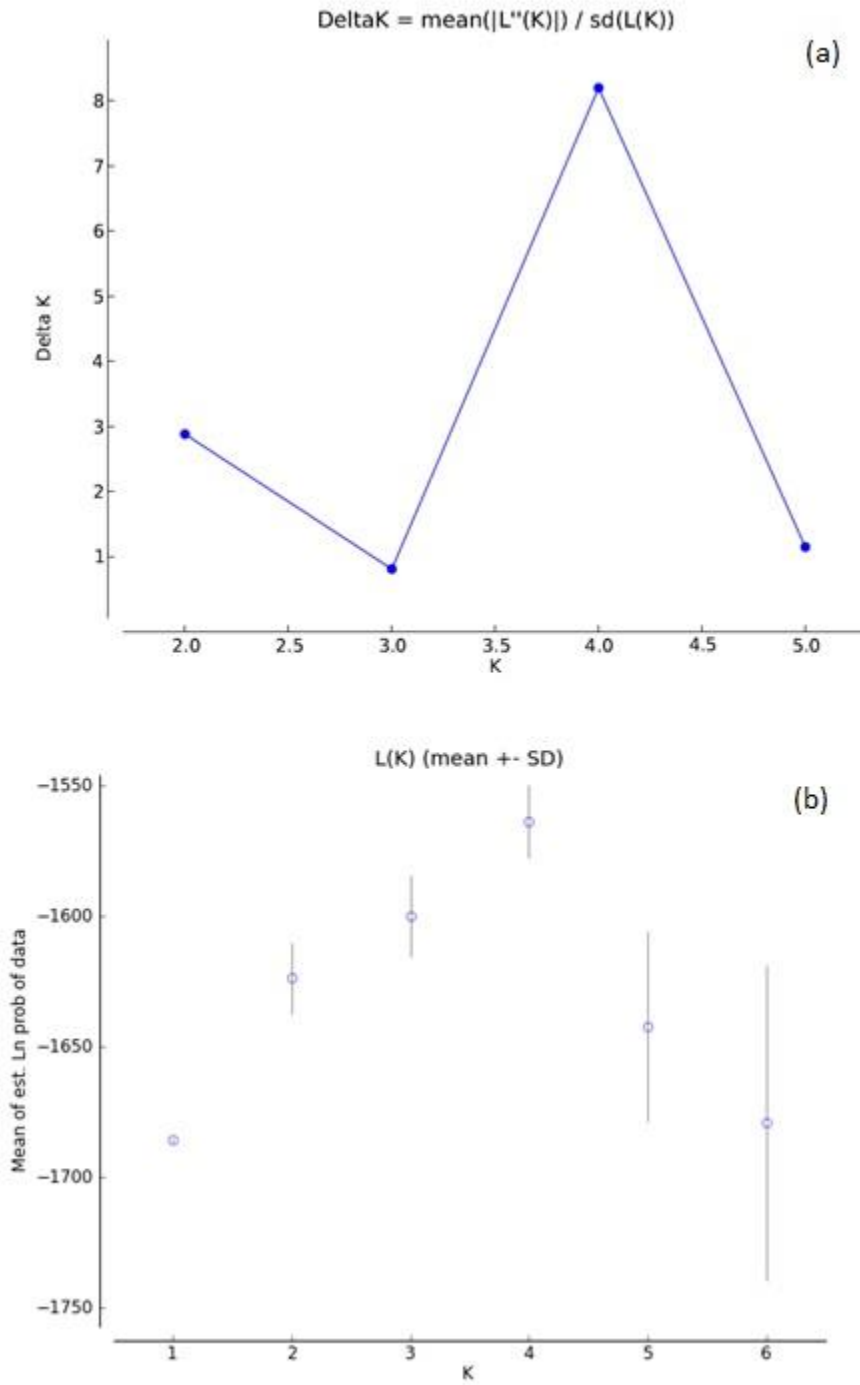 DeltaK = mean(|L''(K)|) / sd(L(K))
(a)
8
7
6
5
4
3
2
1
Delta K
2.0 2.5 3.0 3.5 4.0 4.5 5.0
K
L(K) (mean +- SD)
(b)
−1550
−1600
−1650
−1700
−1750
Mean of est. Ln prob of data
1 2 3 4 5 6
K